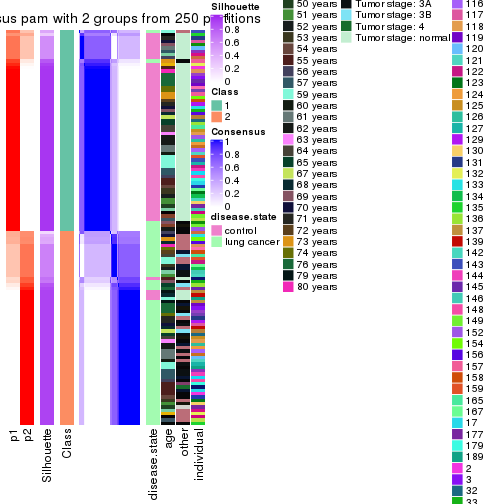 sus pam with 2 groups from 250 partitions
Silhouette
1
0.8
0.6
0.4
0.2
0
Class
1
2
Consensus
1
0.8
0.6
0.4
0.2
0
disease.state
control
lung cancer
50 years
51 years
52 years
53 years
54 years
55 years
56 years
57 years
59 years
60 years
61 years
62 years
63 years
64 years
65 years
67 years
68 years
69 years
70 years
71 years
72 years
73 years
74 years
76 years
79 years
80 years
Tumor stage: 3A
Tumor stage: 3B
Tumor stage: 4
Tumor stage: normal
116
117
118
119
120
121
122
123
124
125
126
127
129
130
131
132
133
134
135
136
137
139
142
143
144
145
146
148
149
152
154
156
157
158
159
165
167
17
177
179
189
2
3
32
33
p1
p2
Silhouette
Class
disease.state
age
other
individual